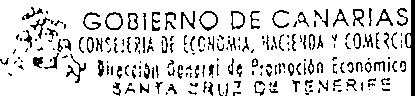 GOBIERNO DE CANARIAS
CONSEJERIA DE ECONOMIA, HACIENDA Y COMERCIO
Dirección General de Promoción Económica
SANTA CRUZ DE TENERIFE